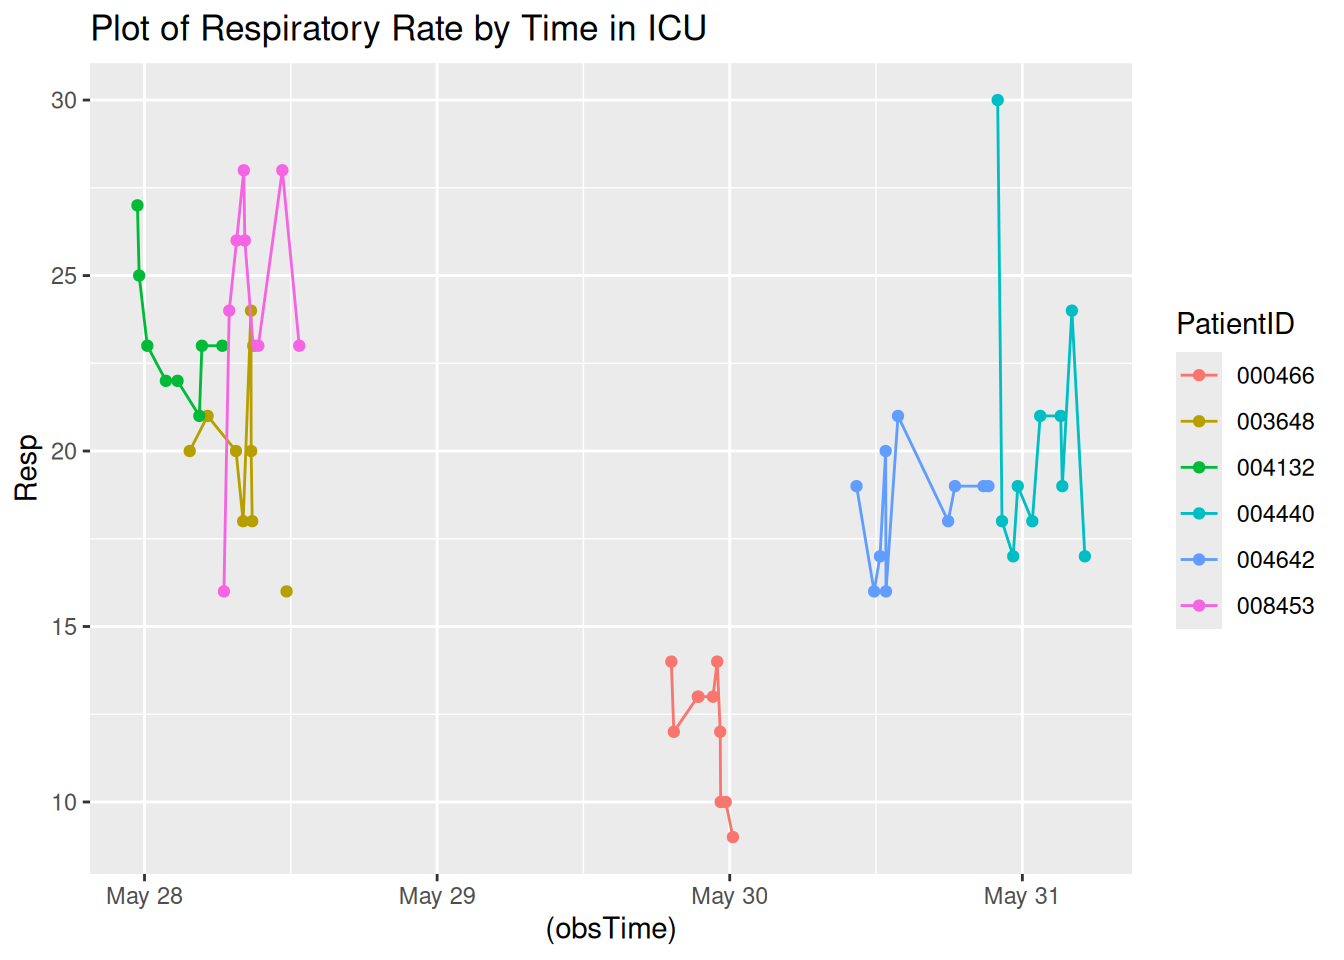 Plot of Respiratory Rate by Time in ICU
30
25
20
15
10
Resp
May 28
May 29
May 30
May 31
(obsTime)
PatientID
000466
003648
004132
004440
004642
008453